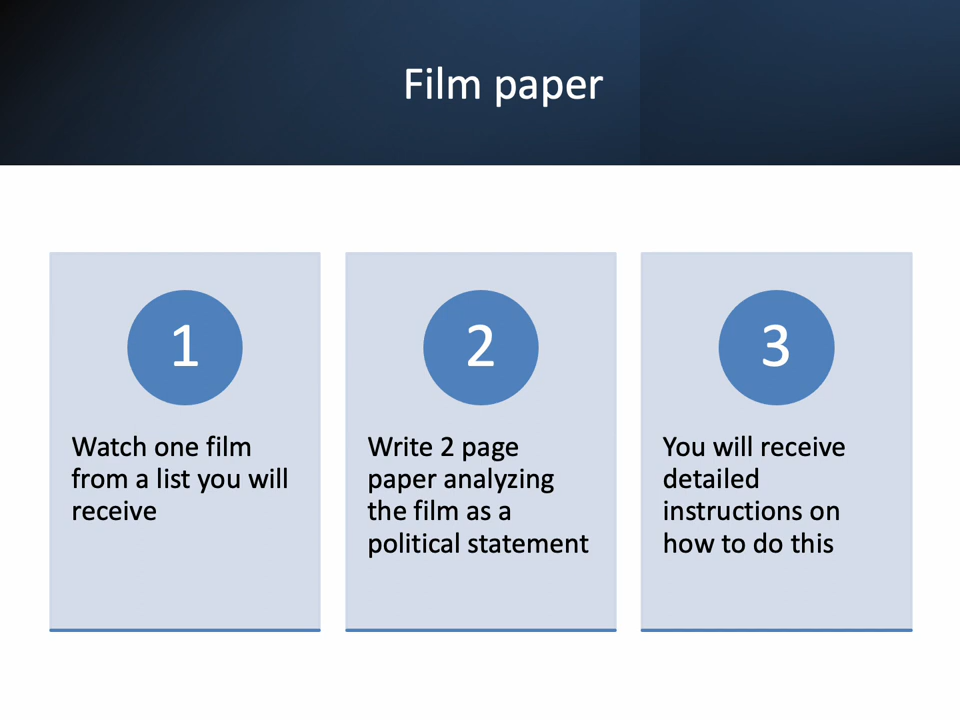 Film paper
1
Watch one film
from a list you will
receive
2
Write 2 page
paper analyzing
the film as a
political statement
3
You will receive
detailed
instructions on
how to do this